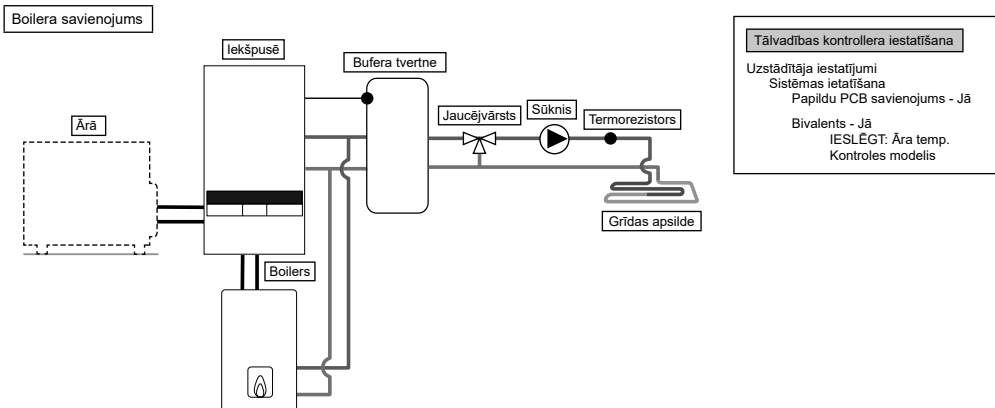 Boilera savienojums
Iekšpusē
Bufera tvertne
Tālvadības kontrollera iestatīšana
Uzstādītāja iestatījumi
Sistēmas ietatīšana
Papildu PCB savienojums - Jā
Bivalents - Jā
IESLĒGT: Āra temp.
Kontroles modelis
Ārā
Jaucējvārsts
Sūknis
Termorezistors
Grīdas apsilde
Boilers